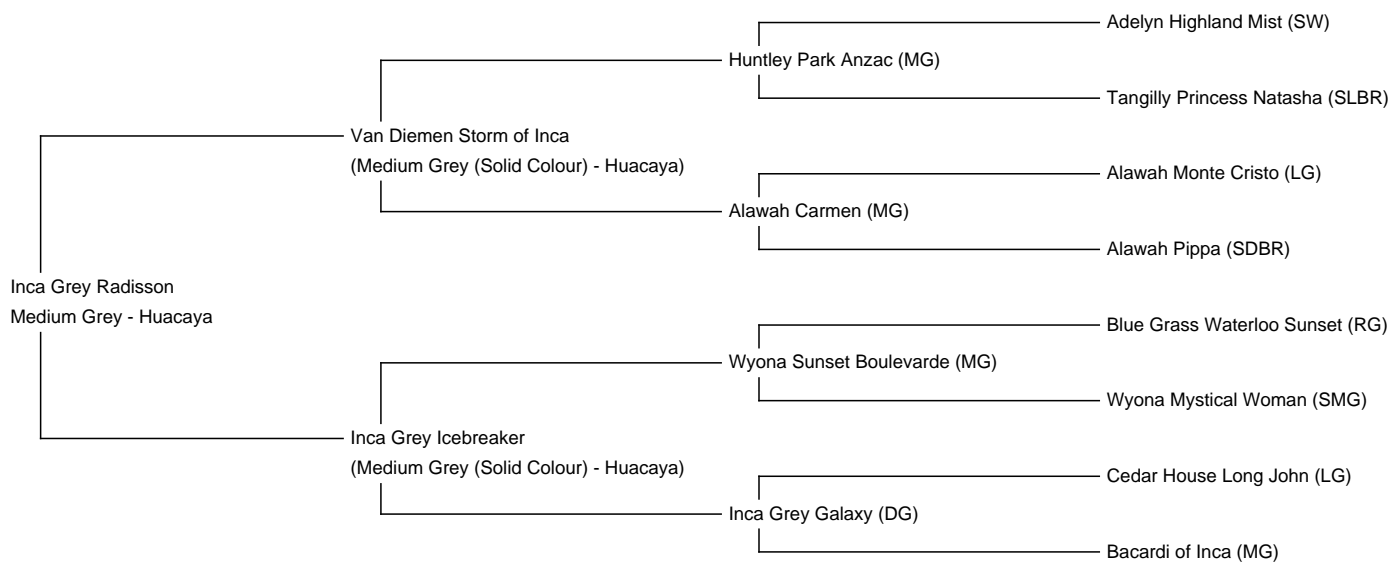 Adelyn Highland Mist (SW)
Huntley Park Anzac (MG)
Tangilly Princess Natasha (SLBR)
Van Diemen Storm of Inca
(Medium Grey (Solid Colour) - Huacaya)
Alawah Monte Cristo (LG)
Alawah Carmen (MG)
Alawah Pippa (SDBR)
Inca Grey Radisson
Medium Grey - Huacaya
Blue Grass Waterloo Sunset (RG)
Wyona Sunset Boulevarde (MG)
Wyona Mystical Woman (SMG)
Inca Grey Icebreaker
(Medium Grey (Solid Colour) - Huacaya)
Cedar House Long John (LG)
Inca Grey Galaxy (DG)
Bacardi of Inca (MG)